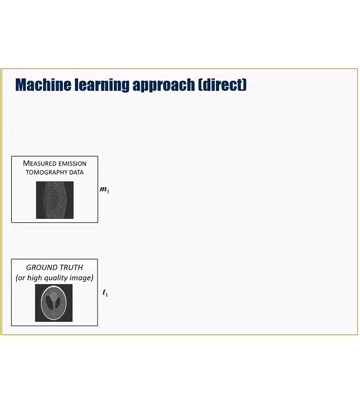 Machine learning approach (direct)
MEASURED EMISSION
TOMOGRAPHY DATA
m1
GROUND TRUTH
(or high quality image)
t1